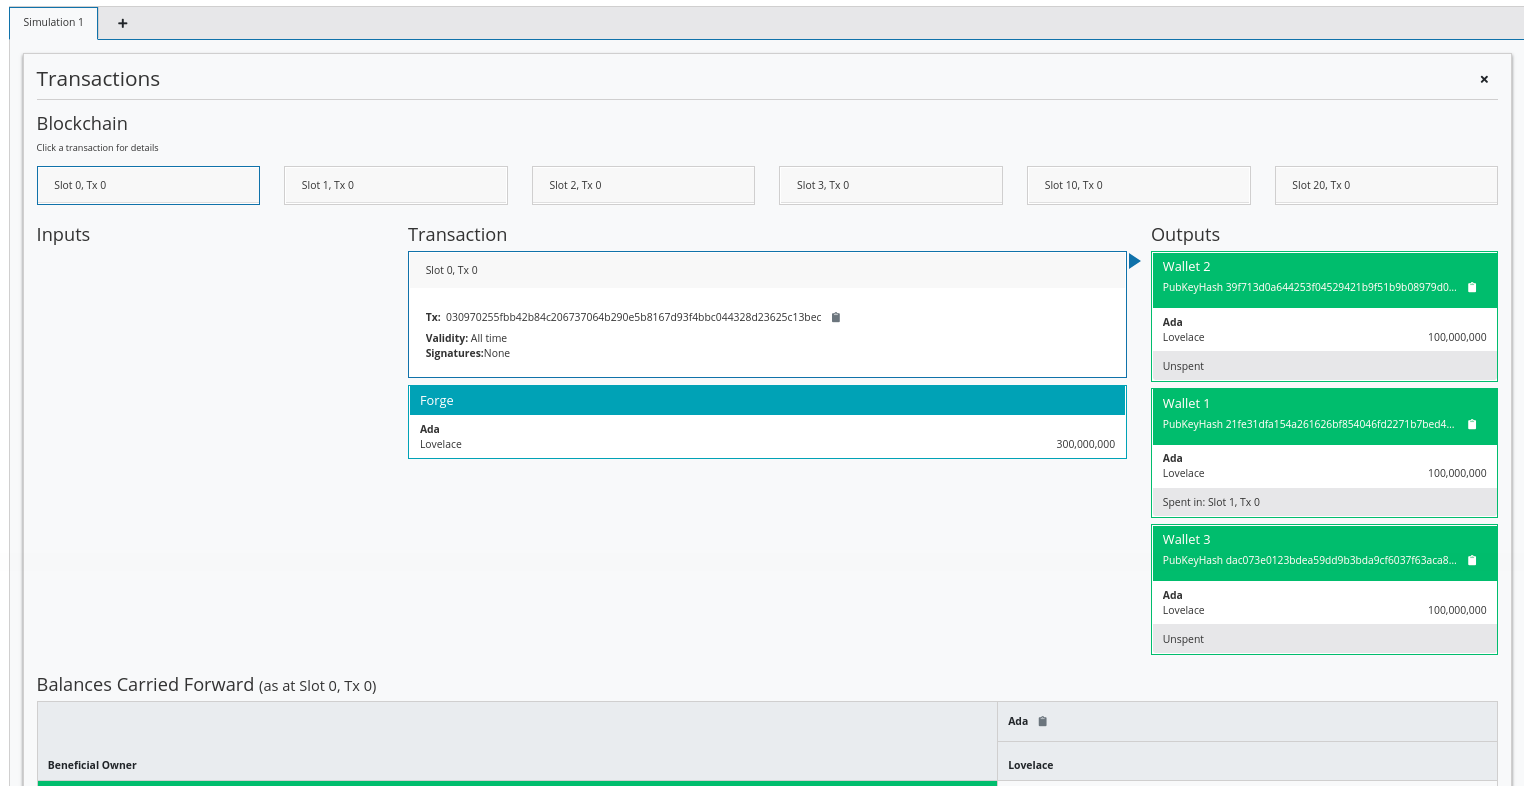 Simulation 1
Transactions
Blockchain
Click a transaction for details
Slot 0, Tx 0
Slot 1, Tx 0
Slot 2, Tx 0
Slot 3, Tx 0
Slot 10, Tx 0
Slot 20, Tx 0
Inputs
Transaction
Slot 0, Tx 0
Tx: 030970255fbb42b84c206737064b290e5b8167d93f4bbc044328d23625c13bec
Validity: All time
Signatures:None
Forge
Ada
Lovelace 300,000,000
Outputs
Wallet 2
PubKeyHash 39f713d0a644253f04529421b9f51b9b08979d0...
Ada
Lovelace 100,000,000
Unspent
Wallet 1
PubKeyHash 21fe31dfa154a261626bf854046fd2271b7bed4...
Ada
Lovelace 100,000,000
Spent in: Slot 1, Tx 0
Wallet 3
PubKeyHash dac073e0123bdea59dd9b3bda9cf6037f63aca8...
Ada
Lovelace 100,000,000
Unspent
Balances Carried Forward (as at Slot 0, Tx 0)
Ada
Beneficial Owner Lovelace